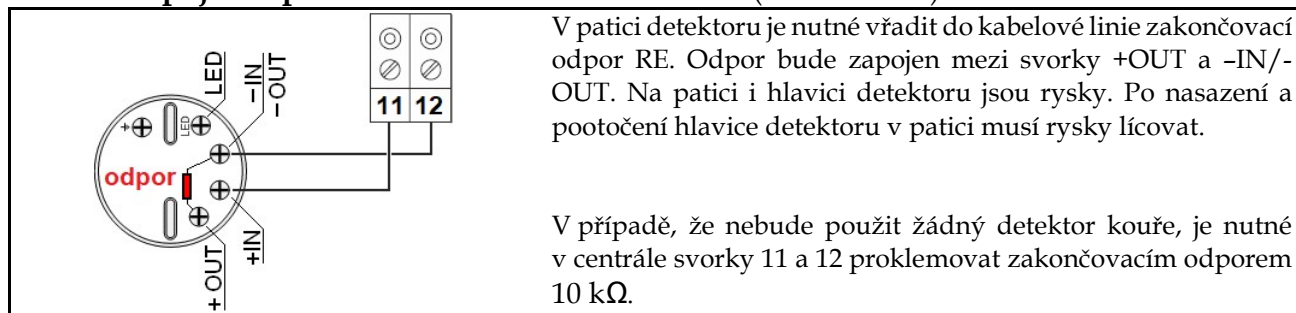 V patici detektoru je nutné vřadit do kabelové linie zakončovací
odpor RE. Odpor bude zapojen mezi svorky +OUT a –IN/-
OUT. Na patici i hlavici detektoru jsou rysky. Po nasazení a
pootočení hlavice detektoru v patici musí rysky lícovat.
V případě, že nebude použit žádný detektor kouře, je nutné
v centrále svorky 11 a 12 proklemovat zakončovacím odporem
10 kΩ.
LED
–IN
– OUT
11 12
LED
odpor
+ OUT
+IN